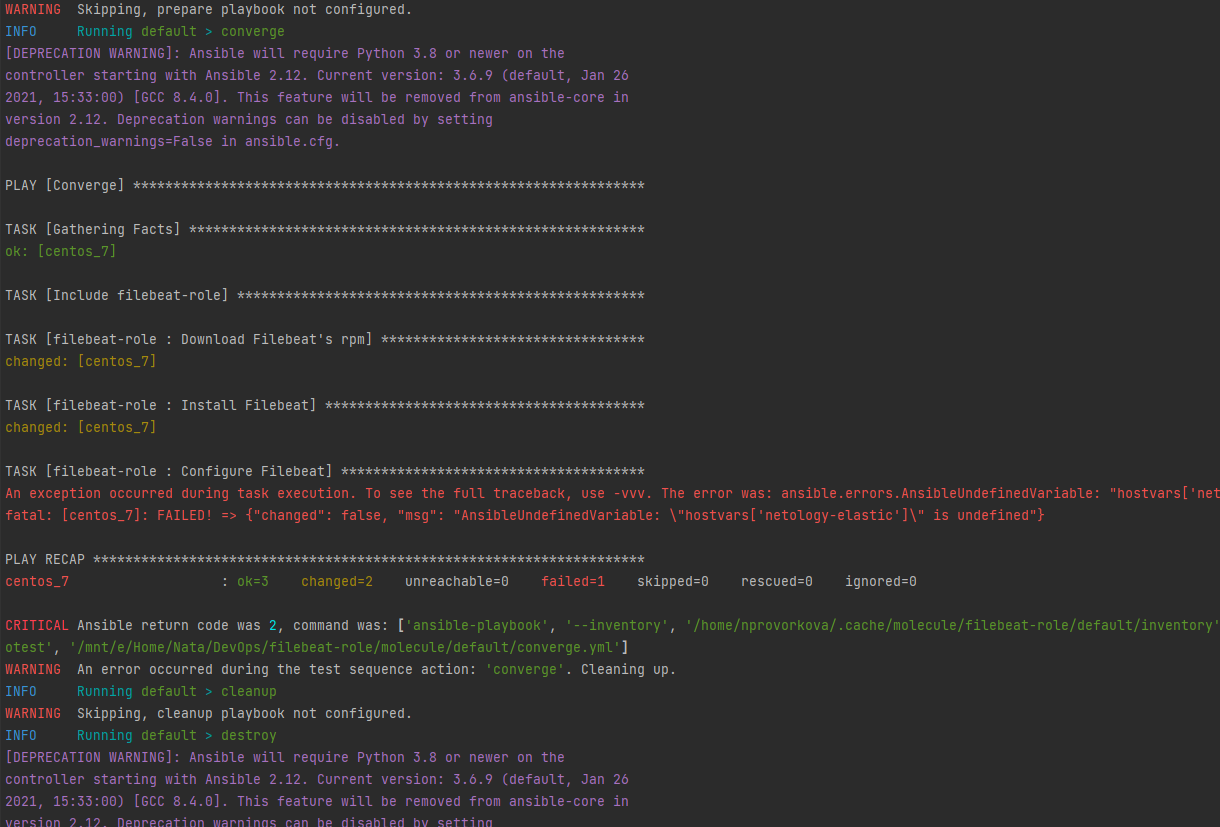 WARNING  Skipping, prepare playbook not configured.
INFO     Running default > converge
[DEPRECATION WARNING]: Ansible will require Python 3.8 or newer on the
controller starting with Ansible 2.12. Current version: 3.6.9 (default, Jan 26
2021, 15:33:00) [GCC 8.4.0]. This feature will be removed from ansible-core in
version 2.12. Deprecation warnings can be disabled by setting
deprecation_warnings=False in ansible.cfg.
PLAY [Converge] ****************************************************************
TASK [Gathering Facts] *********************************************************
ok: [centos_7]
TASK [Include filebeat-role] ***************************************************
TASK [filebeat-role : Download Filebeat's rpm] *********************************
changed: [centos_7]
TASK [filebeat-role : Install Filebeat] ****************************************
changed: [centos_7]
TASK [filebeat-role : Configure Filebeat] **************************************
An exception occurred during task execution. To see the full traceback, use -vvv. The error was: ansible.errors.AnsibleUndefinedVariable: "hostvars['net
fatal: [centos_7]: FAILED! => {"changed": false, "msg": "AnsibleUndefinedVariable: \"hostvars['netology-elastic']\" is undefined"}
PLAY RECAP *********************************************************************
centos_7                   : ok=3    changed=2    unreachable=0    failed=1    skipped=0    rescued=0    ignored=0
CRITICAL Ansible return code was 2, command was: ['ansible-playbook', '--inventory', '/home/nprovorkova/.cache/molecule/filebeat-role/default/inventory'
otest', '/mnt/e/Home/Nata/DevOps/filebeat-role/molecule/default/converge.yml']
WARNING  An error occurred during the test sequence action: 'converge'. Cleaning up.
INFO     Running default > cleanup
WARNING  Skipping, cleanup playbook not configured.
INFO     Running default > destroy
[DEPRECATION WARNING]: Ansible will require Python 3.8 or newer on the
controller starting with Ansible 2.12. Current version: 3.6.9 (default, Jan 26
2021, 15:33:00) [GCC 8.4.0]. This feature will be removed from ansible-core in
version 2.12. Deprecation warnings can be disabled by setting